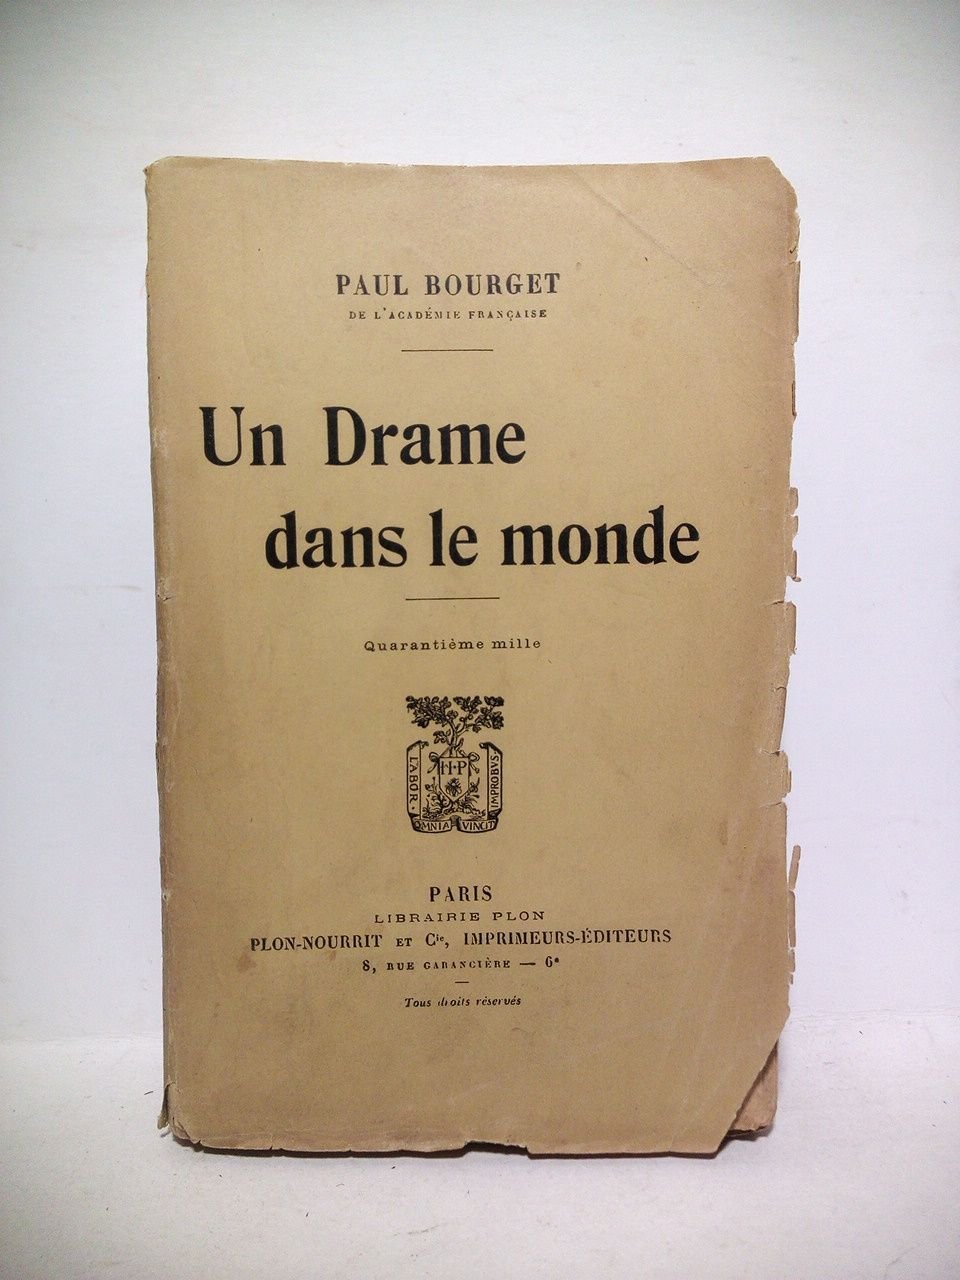 PAUL BOURGET
DE L'ACADÉMIE FRANÇAISE
Un Drame
dans le monde
Quarantième mille
H·P
LABOR·
IMPROBVS·
OMNIA VINCIT
PARIS
LIBRAIRIE PLON
PLON-NOURRIT ET Cie, IMPRIMEURS-ÉDITEURS
8, RUE GARANCIÈRE — 6e
Tous droits réservés